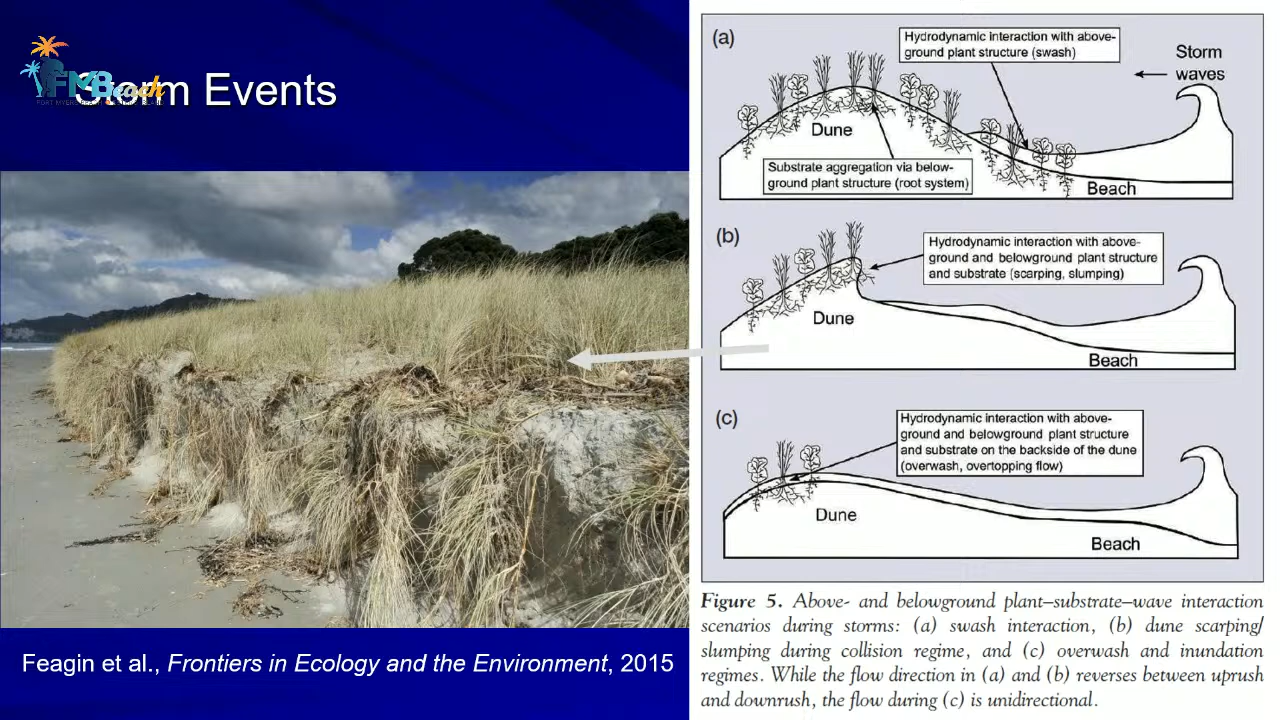 Storm Events
FMBeach
Feagin et al., Frontiers in Ecology and the Environment, 2015
(a)
Hydrodynamic interaction with above-
ground plant structure (swash)
Storm
waves
Dune
Substrate aggregation via below-
ground plant structure (root system)
Beach
(b)
Hydrodynamic interaction with above-
ground and belowground plant structure
and substrate (scarping, slumping)
Dune
Beach
(c)
Hydrodynamic interaction with above-
ground and belowground plant structure
and substrate on the backside of the dune
(overwash, overtopping flow)
Dune
Beach
Figure 5. Above- and belowground plant–substrate–wave interaction
scenarios during storms: (a) swash interaction, (b) dune scarping/
slumping during collision regime, and (c) overwash and inundation
regimes. While the flow direction in (a) and (b) reverses between uprush
and downrush, the flow during (c) is unidirectional.